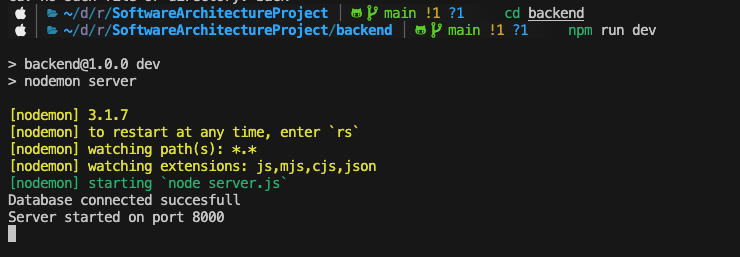 ~/d/r/SoftwareArchitectureProject | main !1 ?1 cd backend
~/d/r/SoftwareArchitectureProject/backend | main !1 ?1 npm run dev
> backend@1.0.0 dev
> nodemon server
[nodemon] 3.1.7
[nodemon] to restart at any time, enter `rs`
[nodemon] watching path(s): *.*
[nodemon] watching extensions: js,mjs,cjs,json
[nodemon] starting `node server.js`
Database connected succesfull
Server started on port 8000